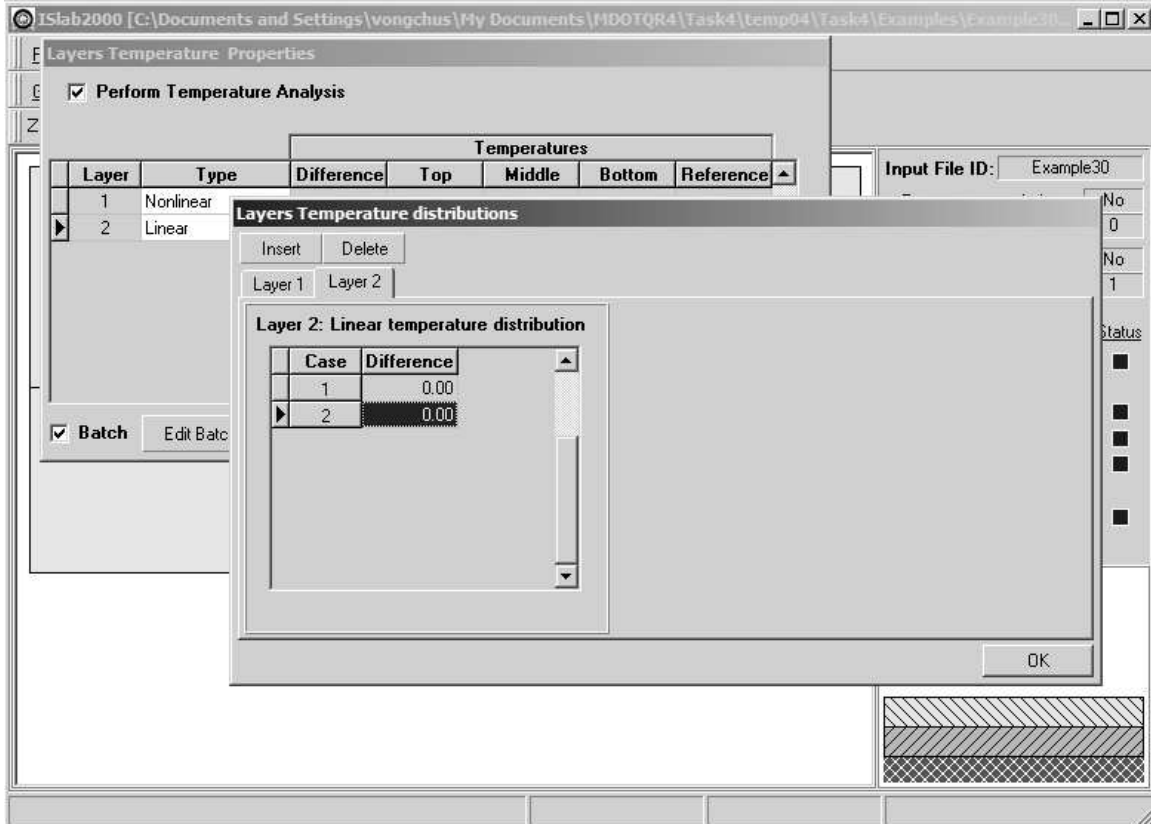 ISlab2000 [C:\Documents and Settings\vongchus\My Documents\MDOTQR4\Task4\temp04\Task4\Examples\Example30...
Layers Temperature Properties
Perform Temperature Analysis
Temperatures
Layer Type Difference Top Middle Bottom Reference
1 Nonlinear
2 Linear
Batch Edit Batc
Layers Temperature distributions
Insert Delete
Layer 1 Layer 2
Layer 2: Linear temperature distribution
Case Difference
1 0.00
2 0.00
OK
Input File ID: Example30
No
0
No
1
Status